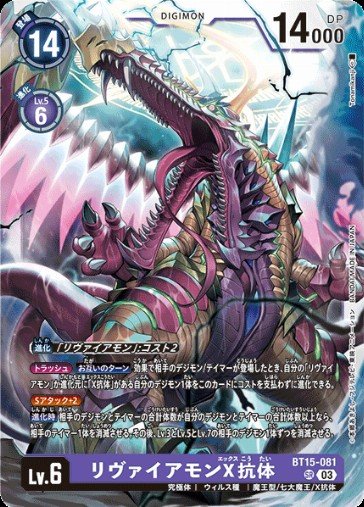 登場
14
DIGIMON
DP
14000
進化
Lv.5
6
進化「リヴァイアモン」:コスト2
トラッシュ お互いのターン 効果で相手のデジモン/テイマーが登場したとき、自分の「リヴァイ
アモン」か進化元に「X抗体」がある自分のデジモン1体をこのカードにコストを支払わずに進化できる。
Sアタック+2
進化時 相手のデジモンとテイマーの合計体数が自分のデジモンとテイマーの合計体数以上なら、
相手のテイマー1体を消滅させる。その後、Lv.3とLv.5とLv.7の相手のデジモン1体ずつを消滅させる。
Lv.6
リヴァイアモンX抗体
エックス こう たい
BT15-081
SR 03
究極体 ウィルス種 魔王型/七大魔王/X抗体